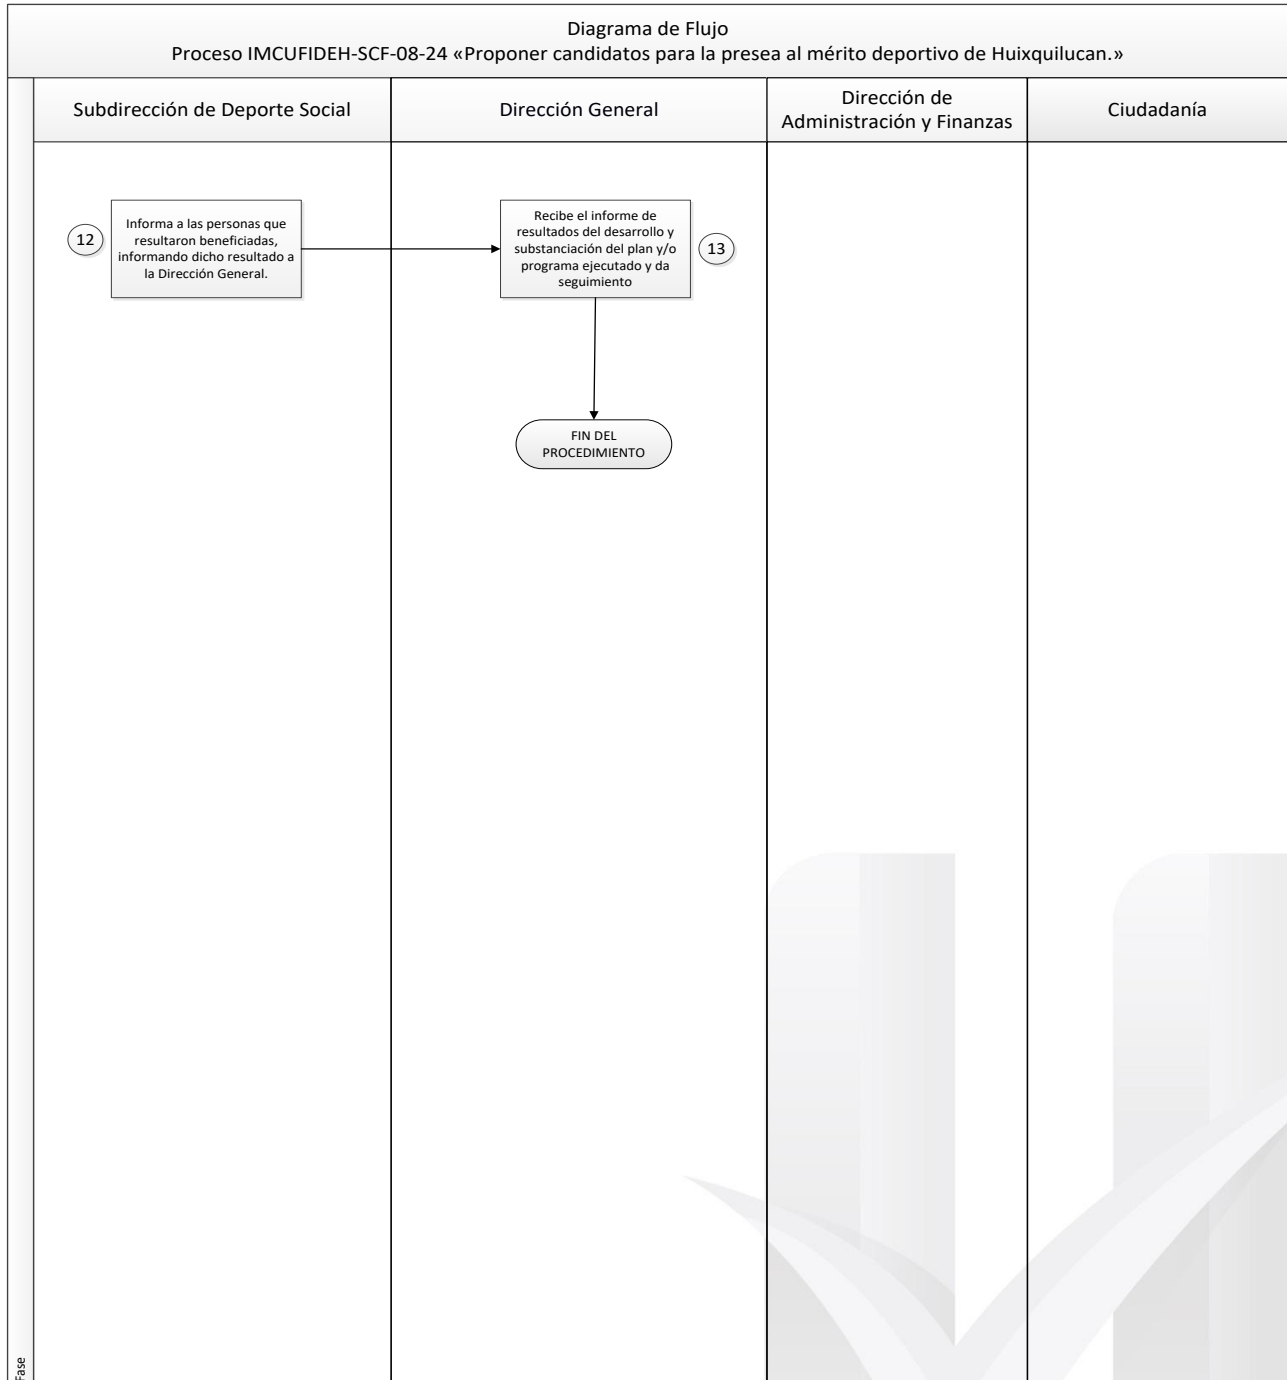 Diagrama de Flujo
Proceso IMCUFIDEH-SCF-08-24 «Proponer candidatos para la presea al mérito deportivo de Huixquilucan.»
Subdirección de Deporte Social
Dirección General
Dirección de
Administración y Finanzas
Ciudadanía
12
Informa a las personas que
resultaron beneficiadas,
informando dicho resultado a
la Dirección General.
Recibe el informe de
resultados del desarrollo y
substanciación del plan y/o
programa ejecutado y da
seguimiento
13
FIN DEL
PROCEDIMIENTO
Fase